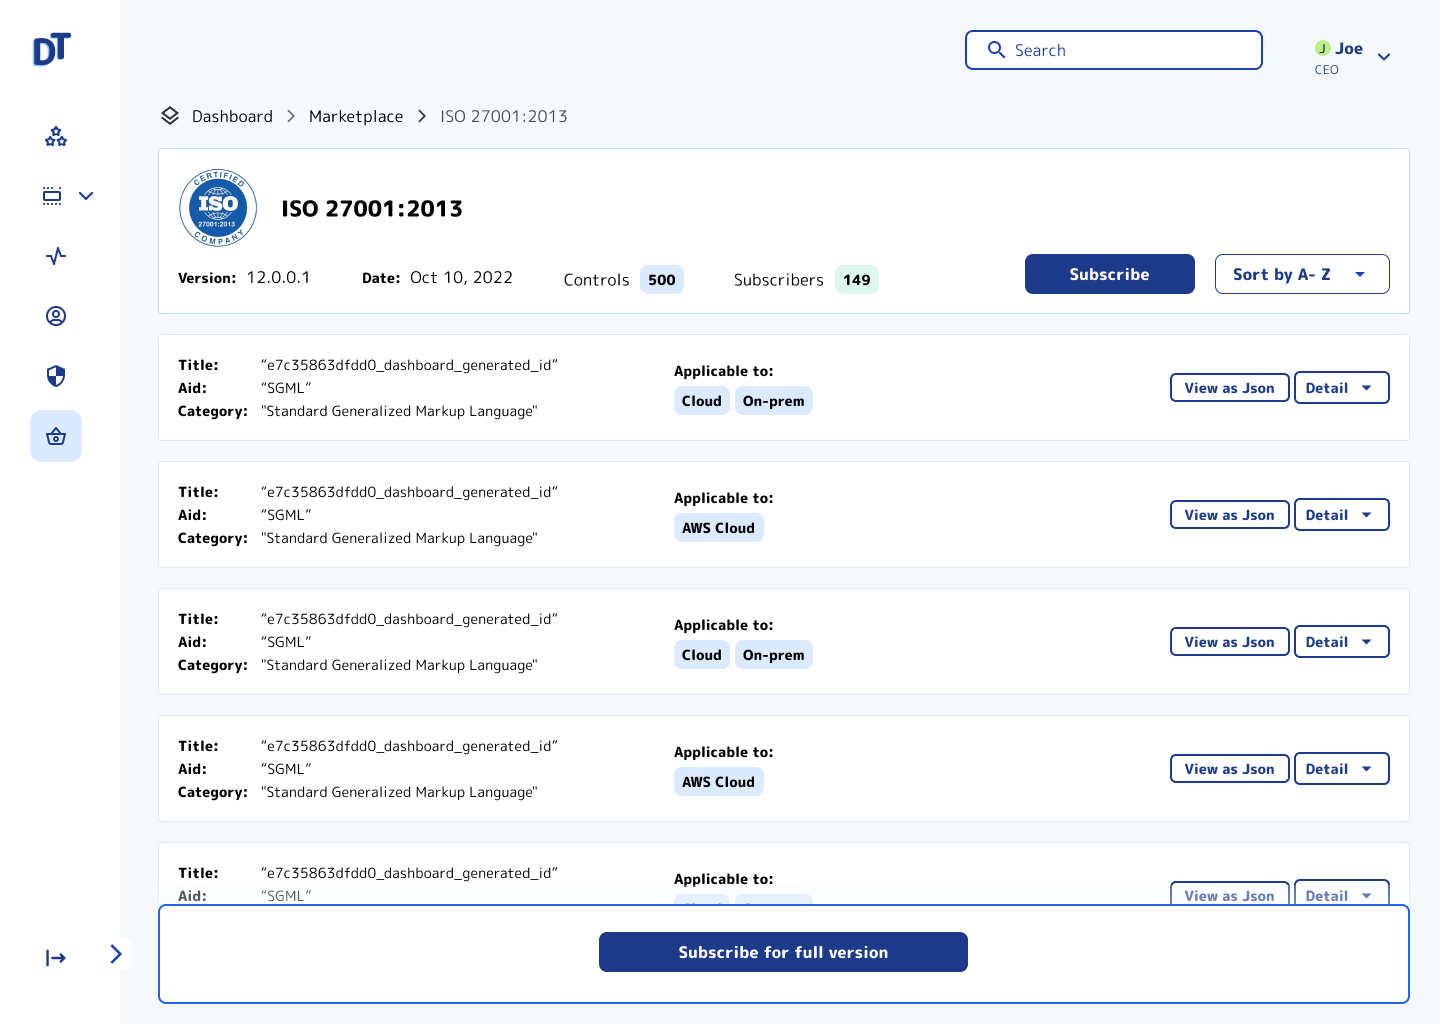 DT
Search
J Joe
CEO
Dashboard Marketplace ISO 27001:2013
CERTIFIED
ISO
27001:2013
COMPANY
ISO 27001:2013
Version: 12.0.0.1 Date: Oct 10, 2022 Controls 500 Subscribers 149 Subscribe Sort by A- Z
Title: “e7c35863dfdd0_dashboard_generated_id”
Aid: “SGML”
Category: "Standard Generalized Markup Language"
Applicable to:
Cloud On-prem
View as Json Detail
Title: “e7c35863dfdd0_dashboard_generated_id”
Aid: “SGML”
Category: "Standard Generalized Markup Language"
Applicable to:
AWS Cloud
View as Json Detail
Title: “e7c35863dfdd0_dashboard_generated_id”
Aid: “SGML”
Category: "Standard Generalized Markup Language"
Applicable to:
Cloud On-prem
View as Json Detail
Title: “e7c35863dfdd0_dashboard_generated_id”
Aid: “SGML”
Category: "Standard Generalized Markup Language"
Applicable to:
AWS Cloud
View as Json Detail
Title: “e7c35863dfdd0_dashboard_generated_id”
Aid: “SGML”
Applicable to:
View as Json Detail
Subscribe for full version